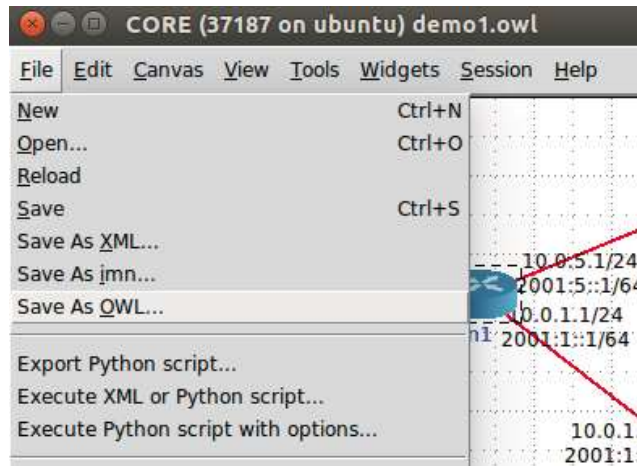 CORE (37187 on ubuntu) demo1.owl
File Edit Canvas View Tools Widgets Session Help
New Ctrl+N
Open... Ctrl+O
Reload
Save Ctrl+S
Save As XML...
Save As imn...
Save As OWL...
Export Python script...
Execute XML or Python script...
Execute Python script with options...
10.0.5.1/24
2001:5::1/64
10.0.1.1/24
n1 2001:1::1/64
10.0.1
2001:1